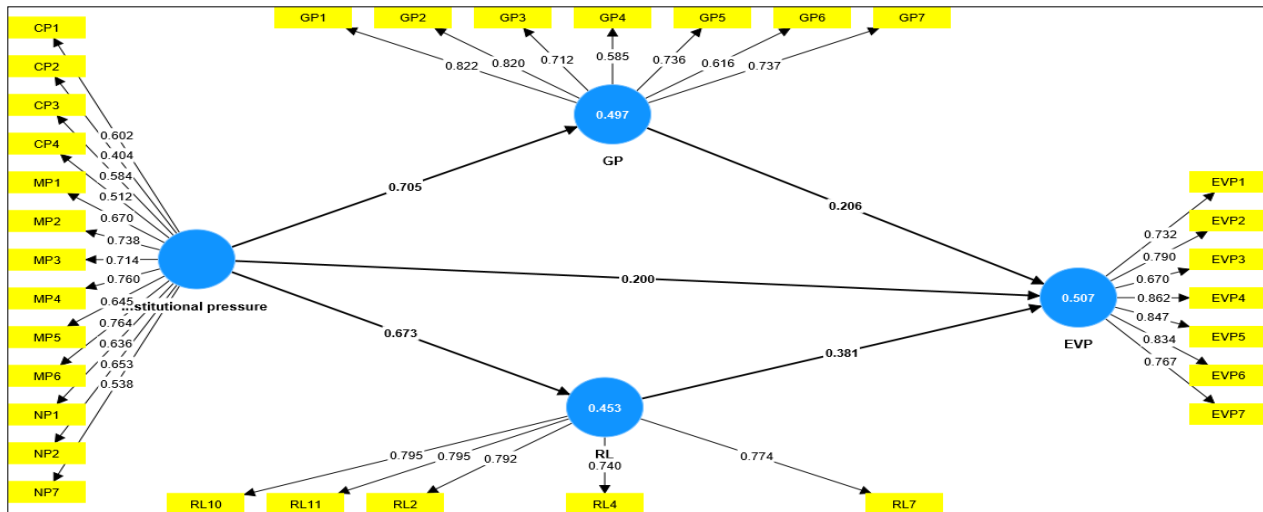 GP1 GP2 GP3 GP4 GP5 GP6 GP7
CP1
CP2
CP3
CP4
MP1
MP2
MP3
MP4
MP5
MP6
NP1
NP2
NP7
0.822 0.820 0.712 0.585 0.736 0.616 0.737
0.497
GP
0.602
0.404
0.584
0.512
0.670
0.738
0.714
0.760
0.645
0.764
0.636
0.653
0.538
institutional pressure
0.705
0.206
0.200
0.673
0.381
0.507
EVP
0.732
0.790
0.670
0.862
0.847
0.834
0.767
EVP1
EVP2
EVP3
EVP4
EVP5
EVP6
EVP7
0.453
RL
0.795 0.795 0.792 0.740 0.774
RL10 RL11 RL2 RL4 RL7